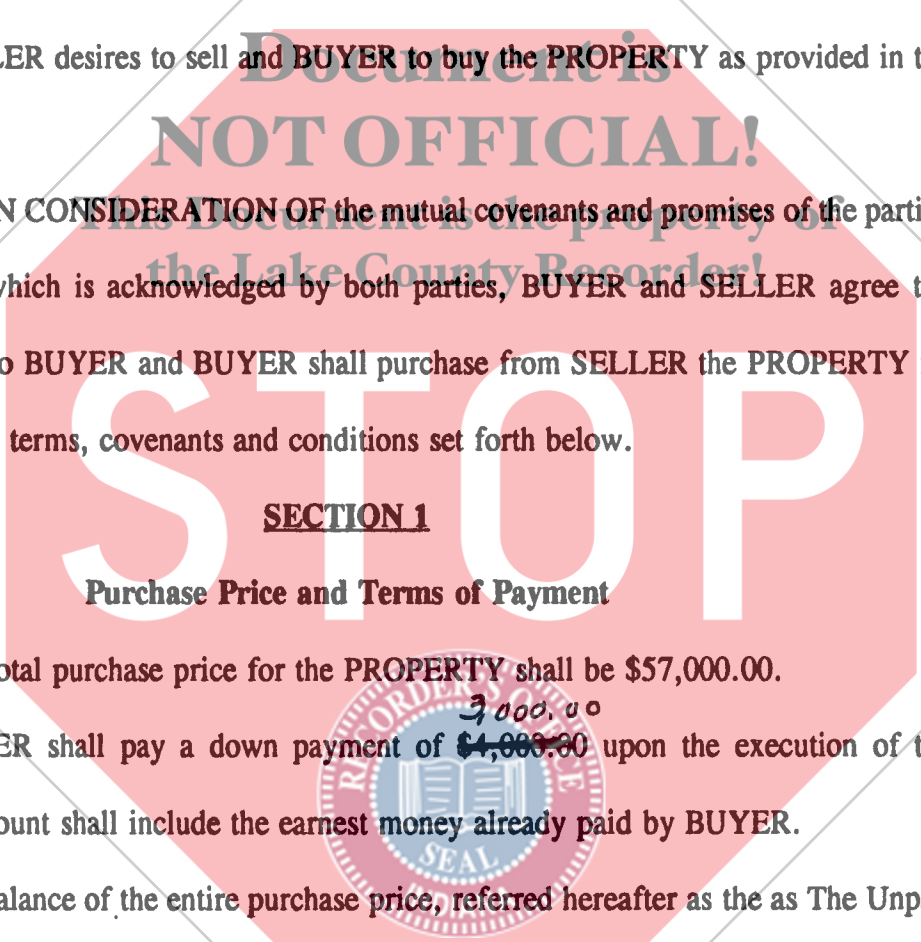 LER desires to sell and BUYER to buy the PROPERTY as provided in t
Document is
NOT OFFICIAL!
N CONSIDERATION OF the mutual covenants and promises of the parti
This Document is the property of
the Lake County Recorder!
which is acknowledged by both parties, BUYER and SELLER agree t
o BUYER and BUYER shall purchase from SELLER the PROPERTY
terms, covenants and conditions set forth below.
STOP
SECTION 1
Purchase Price and Terms of Payment
otal purchase price for the PROPERTY shall be $57,000.00.
3,000.00
ER shall pay a down payment of $4,000.00 upon the execution of t
ount shall include the earnest money already paid by BUYER.
RECORDER'S OFFICE
SEAL
alance of the entire purchase price, referred hereafter as the as The Unp